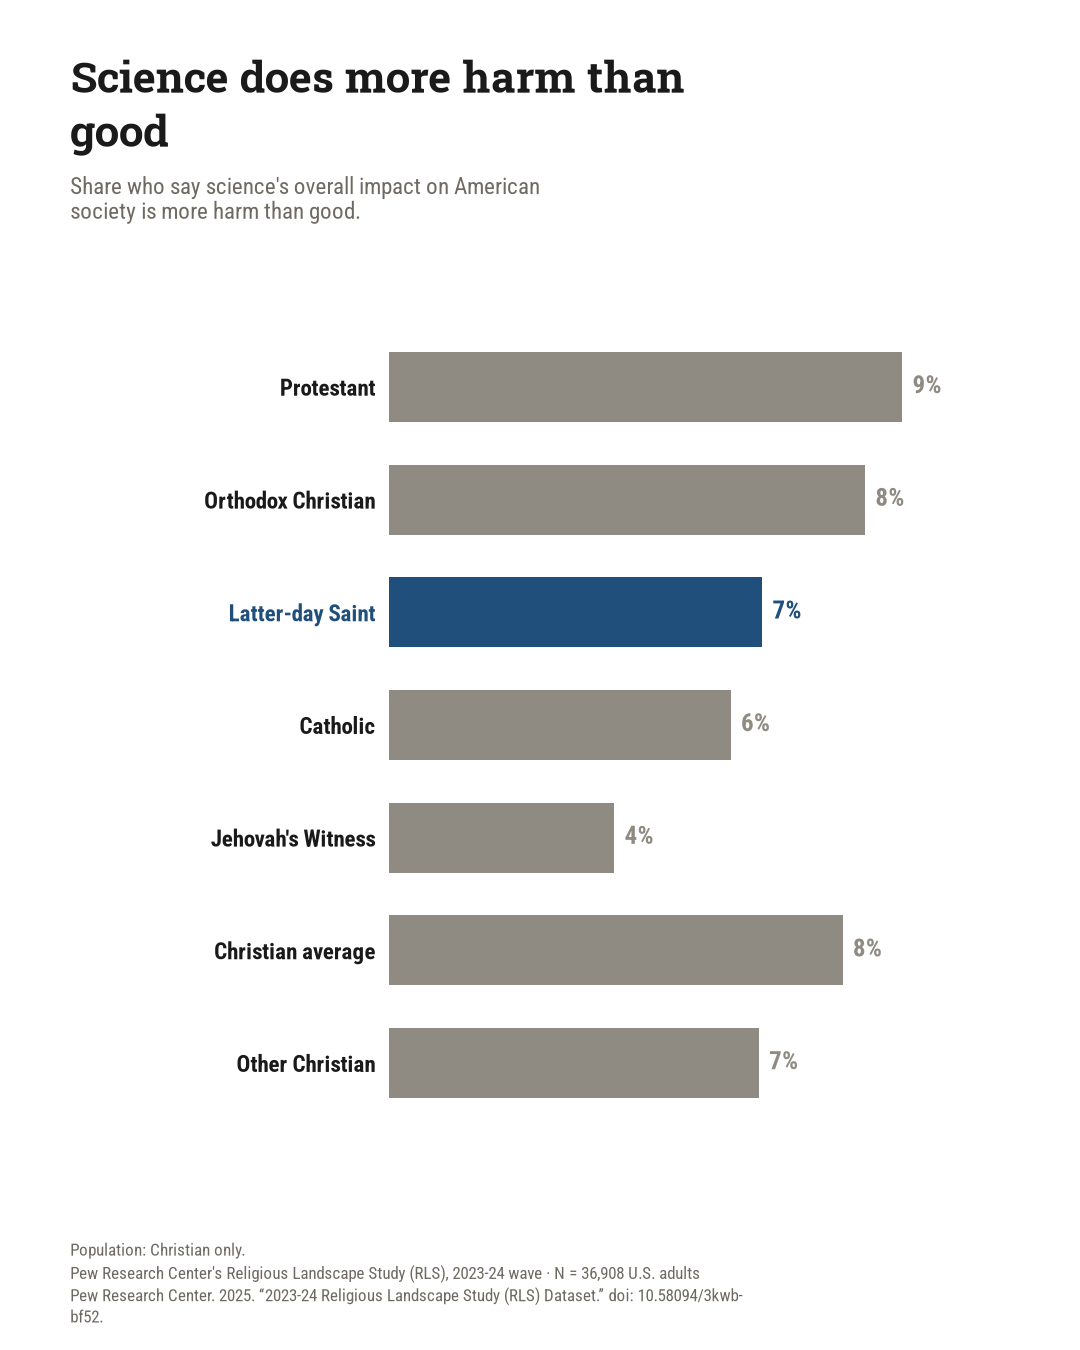 Science does more harm than
good
Share who say science's overall impact on American
society is more harm than good.
Protestant 9%
Orthodox Christian 8%
Latter-day Saint 7%
Catholic 6%
Jehovah's Witness 4%
Christian average 8%
Other Christian 7%
Population: Christian only.
Pew Research Center's Religious Landscape Study (RLS), 2023-24 wave · N = 36,908 U.S. adults
Pew Research Center. 2025. “2023-24 Religious Landscape Study (RLS) Dataset.” doi: 10.58094/3kwb-
bf52.